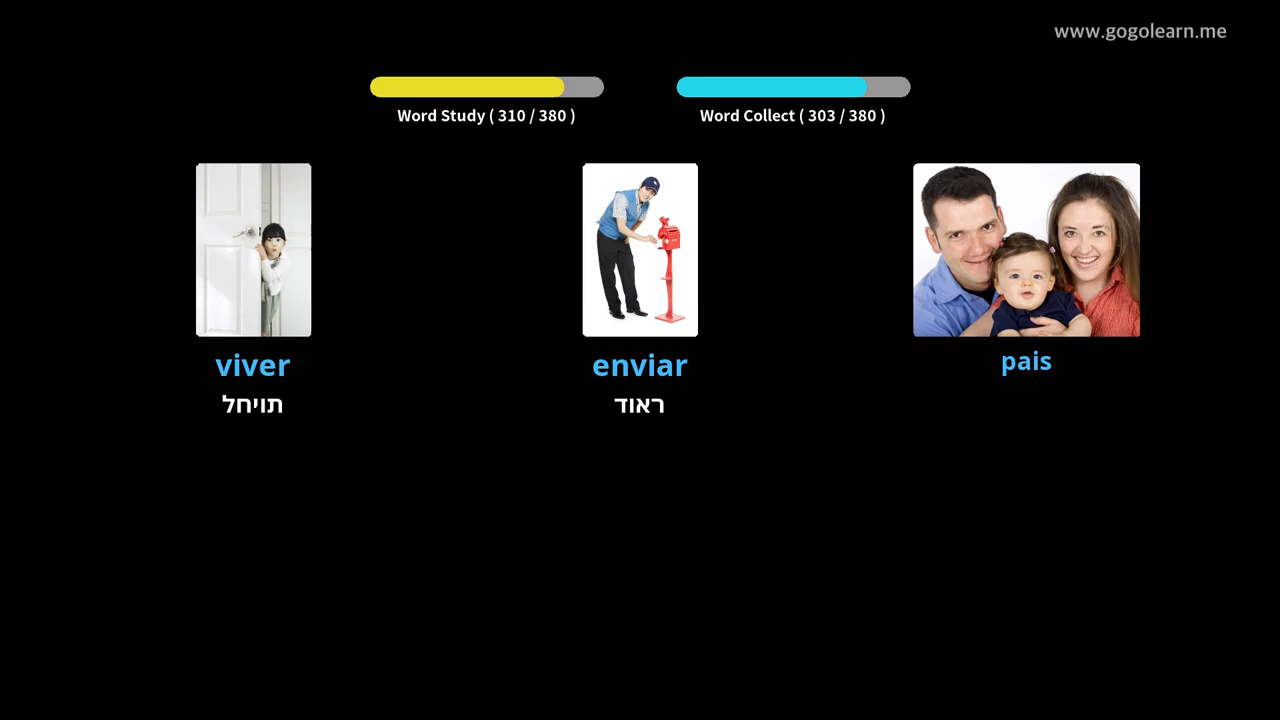 www.gogolearn.me
Word Study ( 310 / 380 )
Word Collect ( 303 / 380 )
viver
תויחל
enviar
ראוד
pais